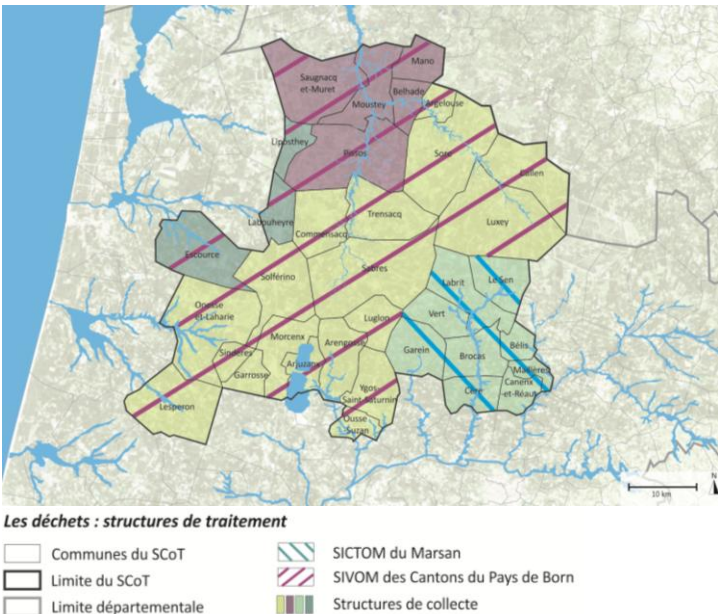 Mano
Saugnacq
et-Muret
Belhade
Moustey
Argelouse
Liposthey
Pissos
Sore
Callen
Trensacq
Luxey
Labouheyre
Commensacq
Escource
Sabres
Solférino
Labrit
Le Sen
Onesse
et-Laharie
Vert
Luglon
Morcenx
Arengosse
Garein
Bélis
Sindères
Brocas
Arjuzanx
Maillères
Garrosse
Canenx
-et-Réaut
Cère
Ygos
Saint-Saturnin
Lesperon
Ousse
Suzan
N
10 km
Les déchets : structures de traitement
Communes du SCoT
SICTOM du Marsan
Limite du SCoT
SIVOM des Cantons du Pays de Born
Limite départementale
Structures de collecte